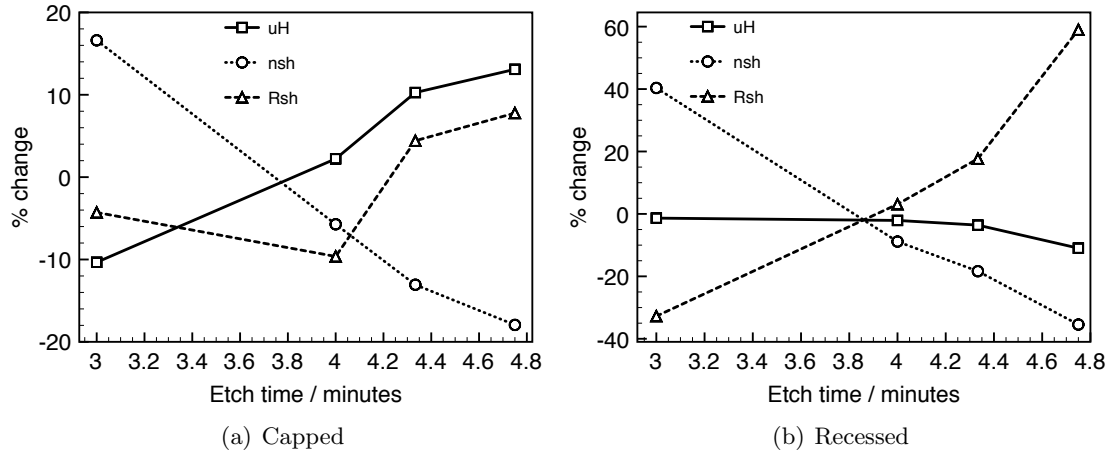 20
10
0
-10
-20
% change
uH
nsh
Rsh
3 3.2 3.4 3.6 3.8 4 4.2 4.4 4.6 4.8
Etch time / minutes
(a) Capped
60
40
20
0
-20
-40
% change
uH
nsh
Rsh
3 3.2 3.4 3.6 3.8 4 4.2 4.4 4.6 4.8
Etch time / minutes
(b) Recessed